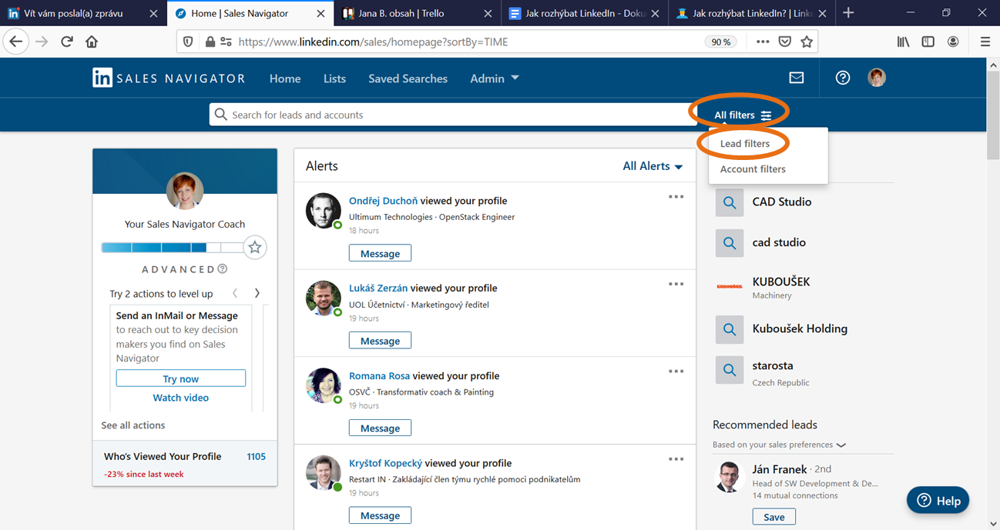 Vít vám poslal(a) zprávu
Home | Sales Navigator
Jana B. obsah | Trello
Jak rozhýbat LinkedIn - Doku
Jak rozhýbat LinkedIn? | Linke
https://www.linkedin.com/sales/homepage?sortBy=TIME
90 %
in SALES NAVIGATOR
Home
Lists
Saved Searches
Admin
Search for leads and accounts
All filters
Lead filters
Account filters
Your Sales Navigator Coach
ADVANCED
Try 2 actions to level up
Send an InMail or Message
to reach out to key decision
makers you find on Sales
Navigator
Try now
Watch video
See all actions
Who's Viewed Your Profile 1105
-23% since last week
Alerts
All Alerts
Ondřej Duchoň viewed your profile
Ultimum Technologies · OpenStack Engineer
18 hours
Message
Lukáš Zerzán viewed your profile
UOL Účetnictví · Marketingový ředitel
19 hours
Message
Romana Rosa viewed your profile
OSVČ · Transformativ coach & Painting
19 hours
Message
Kryštof Kopecký viewed your profile
Restart IN · Zakládající člen týmu rychlé pomoci podnikatelům
19 hours
Message
CAD Studio
cad studio
KUBOUŠEK
KUBOUŠEK
Machinery
Kuboušek Holding
starosta
Czech Republic
Recommended leads
Based on your sales preferences
Ján Franek · 2nd
Head of SW Development & De...
14 mutual connections
Save
Help